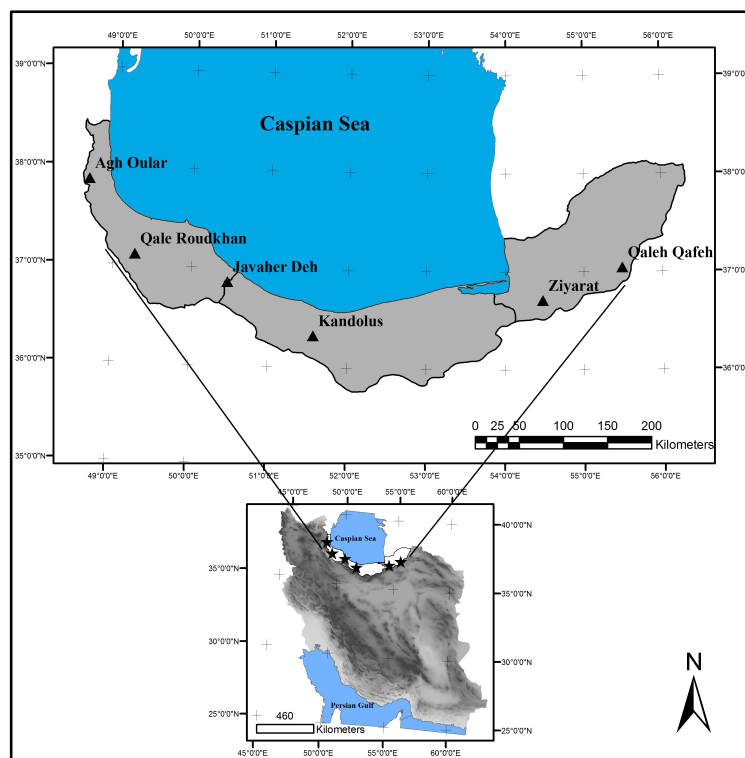 49°0'0"E 50°0'0"E 51°0'0"E 52°0'0"E 53°0'0"E 54°0'0"E 55°0'0"E 56°0'0"E
39°0'0"N 39°0'0"N
Caspian Sea
38°0'0"N 38°0'0"N
Agh Oular
Qale Roudkhan
Javaher Deh
Qaleh Qafeh
37°0'0"N 37°0'0"N
Ziyarat
Kandolus
36°0'0"N 36°0'0"N
0 25 50 100 150 200
Kilometers
35°0'0"N
49°0'0"E 50°0'0"E 51°0'0"E 52°0'0"E 53°0'0"E 54°0'0"E 55°0'0"E
45°0'0"E 50°0'0"E 55°0'0"E 60°0'0"E
40°0'0"N
Caspian Sea
35°0'0"N 35°0'0"N
30°0'0"N 30°0'0"N
Persian Gulf
25°0'0"N 25°0'0"N
460
Kilometers
45°0'0"E 50°0'0"E 55°0'0"E 60°0'0"E
N